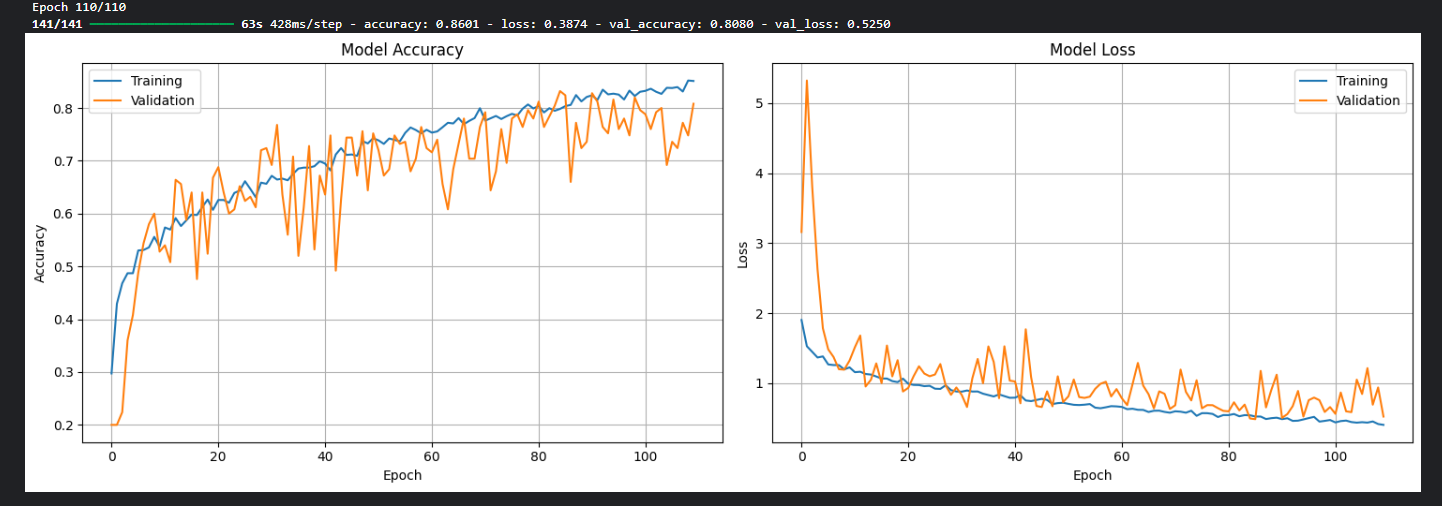 Epoch 110/110
141/141 ━━━━━━━━━━━━━━━━━━━━ 63s 428ms/step - accuracy: 0.8601 - loss: 0.3874 - val_accuracy: 0.8080 - val_loss: 0.5250
Model Accuracy
Training
Validation
Accuracy
0.8
0.7
0.6
0.5
0.4
0.3
0.2
0 20 40 60 80 100
Epoch
Model Loss
Training
Validation
Loss
5
4
3
2
1
0 20 40 60 80 100
Epoch